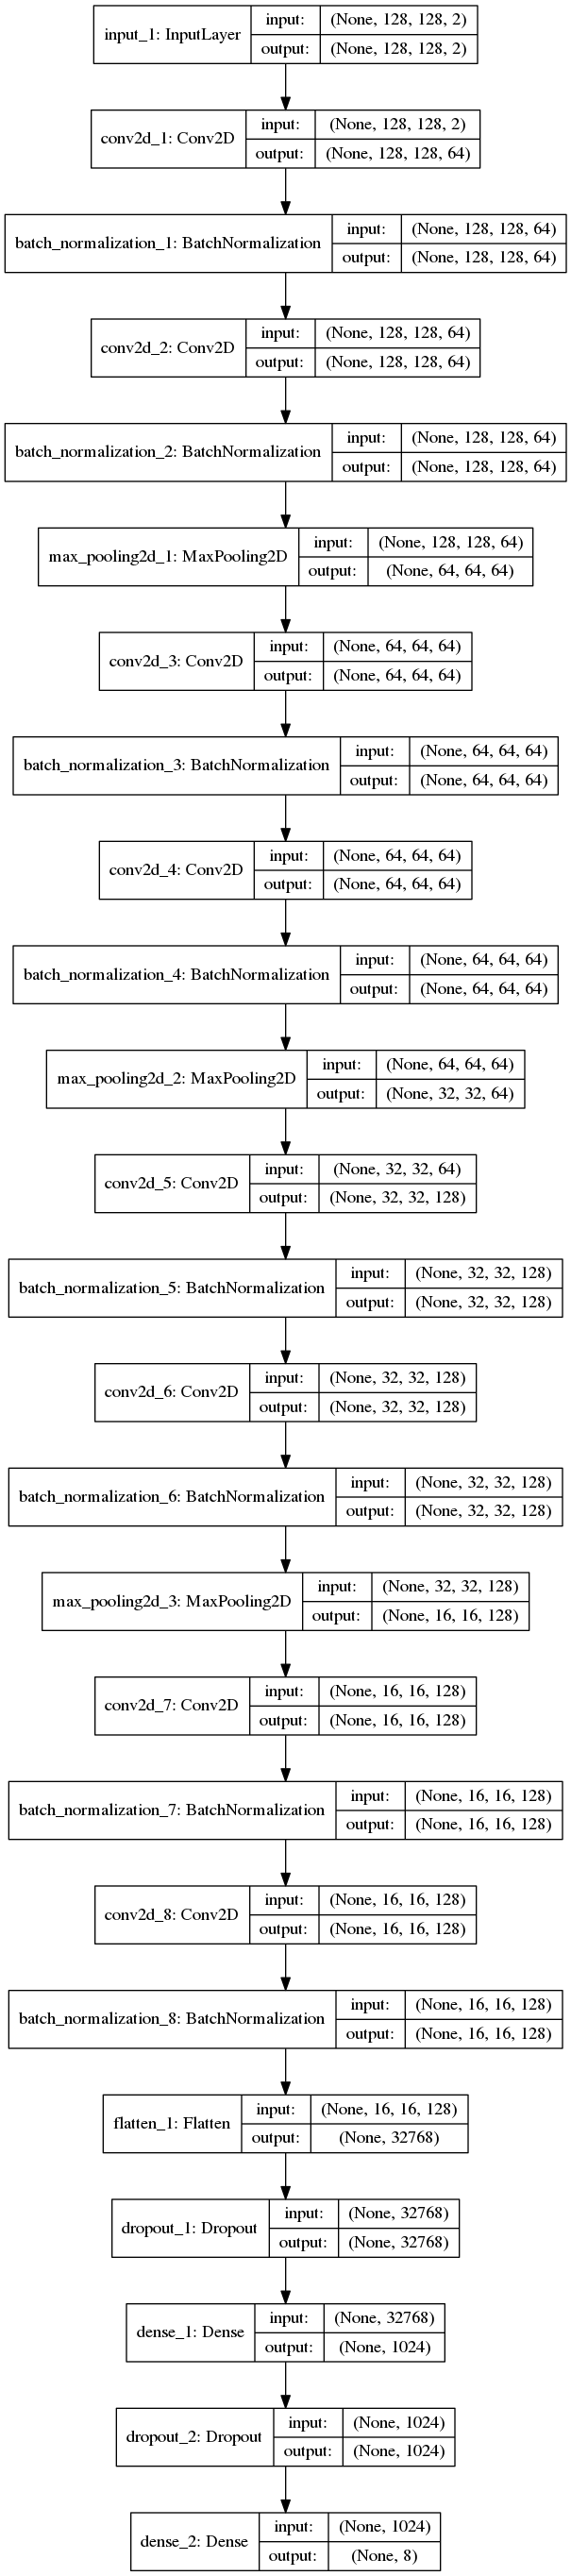 input_1: InputLayer
input: (None, 128, 128, 2)
output: (None, 128, 128, 2)
conv2d_1: Conv2D
input: (None, 128, 128, 2)
output: (None, 128, 128, 64)
batch_normalization_1: BatchNormalization
input: (None, 128, 128, 64)
output: (None, 128, 128, 64)
conv2d_2: Conv2D
input: (None, 128, 128, 64)
output: (None, 128, 128, 64)
batch_normalization_2: BatchNormalization
input: (None, 128, 128, 64)
output: (None, 128, 128, 64)
max_pooling2d_1: MaxPooling2D
input: (None, 128, 128, 64)
output: (None, 64, 64, 64)
conv2d_3: Conv2D
input: (None, 64, 64, 64)
output: (None, 64, 64, 64)
batch_normalization_3: BatchNormalization
input: (None, 64, 64, 64)
output: (None, 64, 64, 64)
conv2d_4: Conv2D
input: (None, 64, 64, 64)
output: (None, 64, 64, 64)
batch_normalization_4: BatchNormalization
input: (None, 64, 64, 64)
output: (None, 64, 64, 64)
max_pooling2d_2: MaxPooling2D
input: (None, 64, 64, 64)
output: (None, 32, 32, 64)
conv2d_5: Conv2D
input: (None, 32, 32, 64)
output: (None, 32, 32, 128)
batch_normalization_5: BatchNormalization
input: (None, 32, 32, 128)
output: (None, 32, 32, 128)
conv2d_6: Conv2D
input: (None, 32, 32, 128)
output: (None, 32, 32, 128)
batch_normalization_6: BatchNormalization
input: (None, 32, 32, 128)
output: (None, 32, 32, 128)
max_pooling2d_3: MaxPooling2D
input: (None, 32, 32, 128)
output: (None, 16, 16, 128)
conv2d_7: Conv2D
input: (None, 16, 16, 128)
output: (None, 16, 16, 128)
batch_normalization_7: BatchNormalization
input: (None, 16, 16, 128)
output: (None, 16, 16, 128)
conv2d_8: Conv2D
input: (None, 16, 16, 128)
output: (None, 16, 16, 128)
batch_normalization_8: BatchNormalization
input: (None, 16, 16, 128)
output: (None, 16, 16, 128)
flatten_1: Flatten
input: (None, 16, 16, 128)
output: (None, 32768)
dropout_1: Dropout
input: (None, 32768)
output: (None, 32768)
dense_1: Dense
input: (None, 32768)
output: (None, 1024)
dropout_2: Dropout
input: (None, 1024)
output: (None, 1024)
dense_2: Dense
input: (None, 1024)
output: (None, 8)